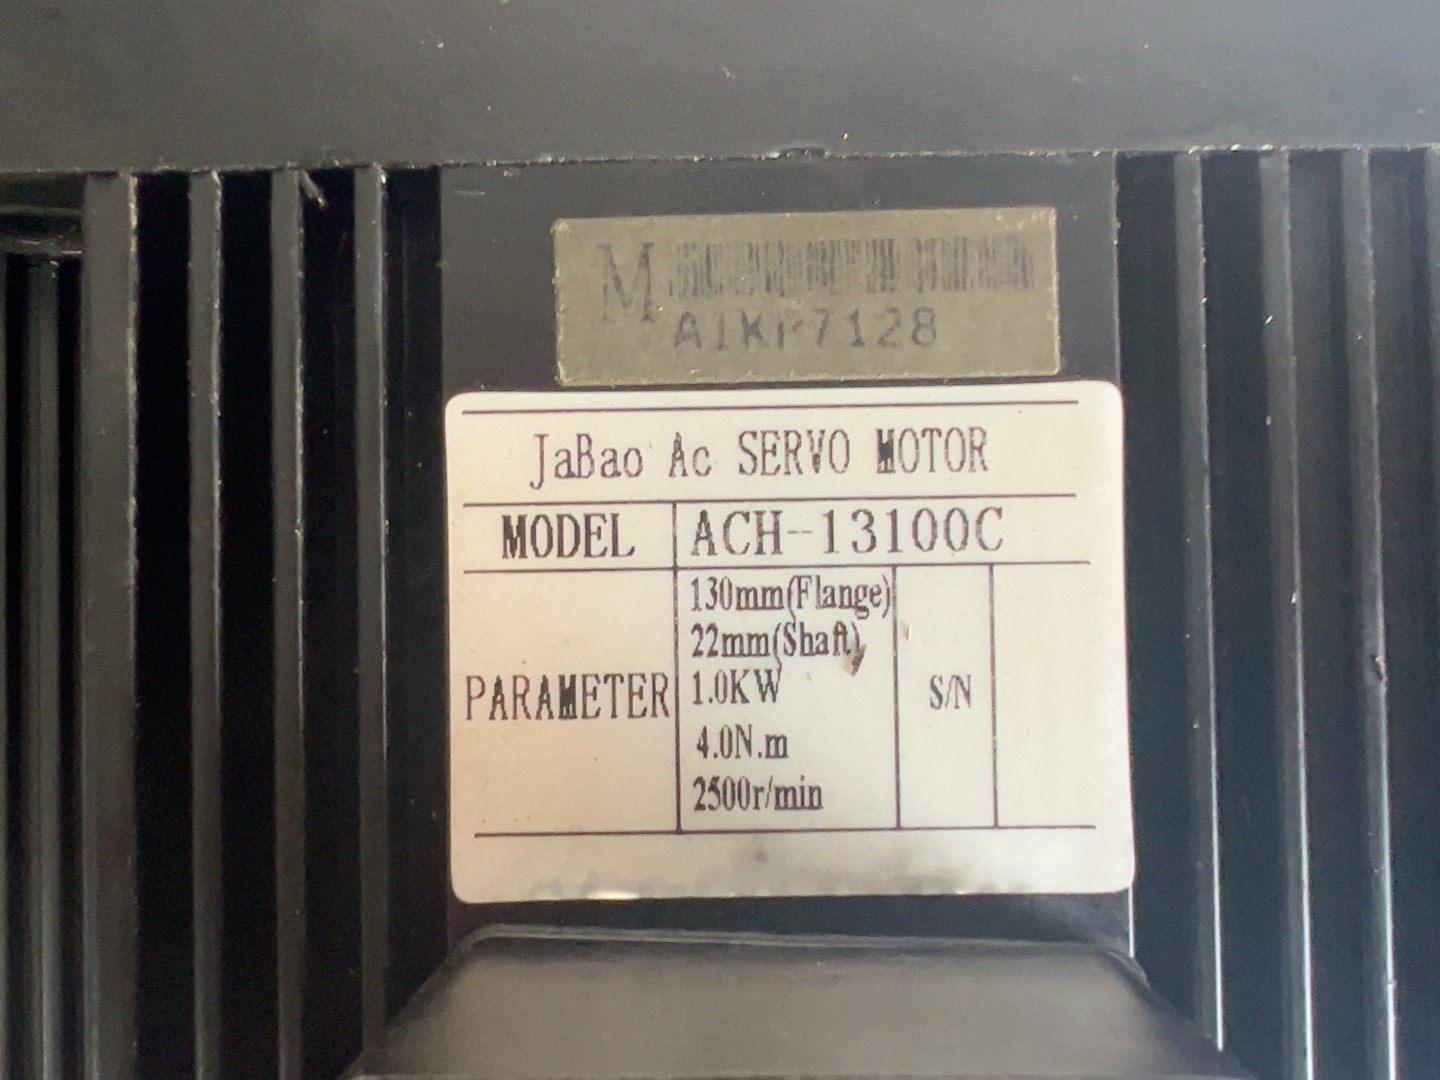 M
A1KP7128
JaBao Ac SERVO MOTOR
MODEL ACH-13100C
130mm(Flange)
22mm(Shaft)
PARAMETER 1.0KW S/N
4.0N.m
2500r/min